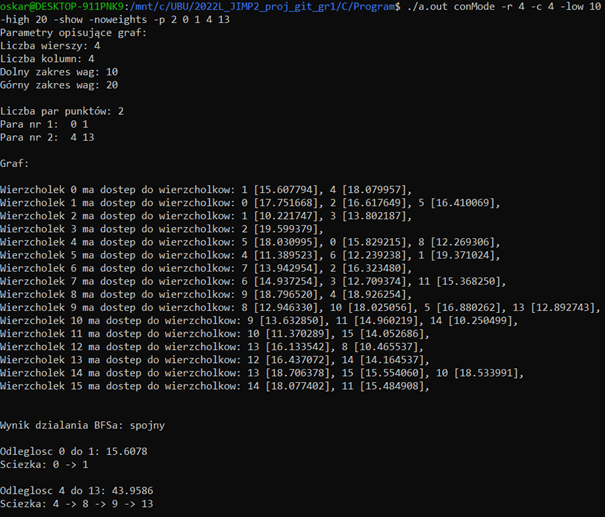 oskar@DESKTOP-911PNK9:/mnt/c/UBU/2022L_JIMP2_proj_git_gr1/C/Program$ ./a.out conMode -r 4 -c 4 -low 10
-high 20 -show -noweights -p 2 0 1 4 13
Parametry opisujące graf:
Liczba wierszy: 4
Liczba kolumn: 4
Dolny zakres wag: 10
Górny zakres wag: 20
Liczba par punktów: 2
Para nr 1:  0 1
Para nr 2:  4 13
Graf:
Wierzcholek 0 ma dostep do wierzcholkow: 1 [15.607794], 4 [18.079957],
Wierzcholek 1 ma dostep do wierzcholkow: 0 [17.751668], 2 [16.617649], 5 [16.410069],
Wierzcholek 2 ma dostep do wierzcholkow: 1 [10.221747], 3 [13.802187],
Wierzcholek 3 ma dostep do wierzcholkow: 2 [19.599379],
Wierzcholek 4 ma dostep do wierzcholkow: 5 [18.030995], 0 [15.829215], 8 [12.269306],
Wierzcholek 5 ma dostep do wierzcholkow: 4 [11.389523], 6 [12.239238], 1 [19.371024],
Wierzcholek 6 ma dostep do wierzcholkow: 7 [13.942954], 2 [16.323480],
Wierzcholek 7 ma dostep do wierzcholkow: 6 [14.937254], 3 [12.709374], 11 [15.368250],
Wierzcholek 8 ma dostep do wierzcholkow: 9 [18.796520], 4 [18.926254],
Wierzcholek 9 ma dostep do wierzcholkow: 8 [12.946330], 10 [18.025056], 5 [16.880262], 13 [12.892743],
Wierzcholek 10 ma dostep do wierzcholkow: 9 [13.632850], 11 [14.960219], 14 [10.250499],
Wierzcholek 11 ma dostep do wierzcholkow: 10 [11.370289], 15 [14.052686],
Wierzcholek 12 ma dostep do wierzcholkow: 13 [16.133542], 8 [10.465537],
Wierzcholek 13 ma dostep do wierzcholkow: 12 [16.437072], 14 [14.164537],
Wierzcholek 14 ma dostep do wierzcholkow: 13 [18.706378], 15 [15.554060], 10 [18.533991],
Wierzcholek 15 ma dostep do wierzcholkow: 14 [18.077402], 11 [15.484908],
Wynik dzialania BFSa: spojny
Odleglosc 0 do 1: 15.6078
Sciezka: 0 -> 1
Odleglosc 4 do 13: 43.9586
Sciezka: 4 -> 8 -> 9 -> 13